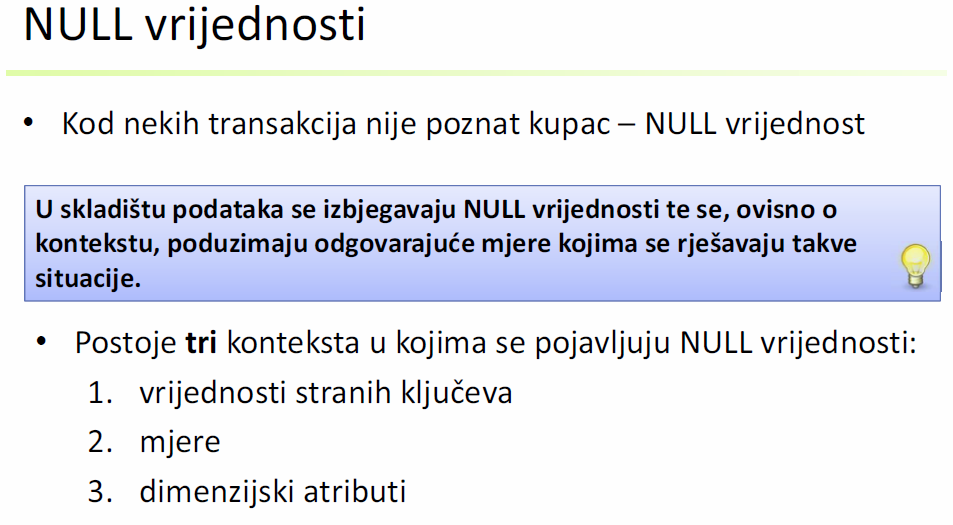 NULL vrijednosti
• Kod nekih transakcija nije poznat kupac – NULL vrijednost
U skladištu podataka se izbjegavaju NULL vrijednosti te se, ovisno o
kontekstu, poduzimaju odgovarajuće mjere kojima se rješavaju takve
situacije.
• Postoje tri konteksta u kojima se pojavljuju NULL vrijednosti:
1. vrijednosti stranih ključeva
2. mjere
3. dimenzijski atributi